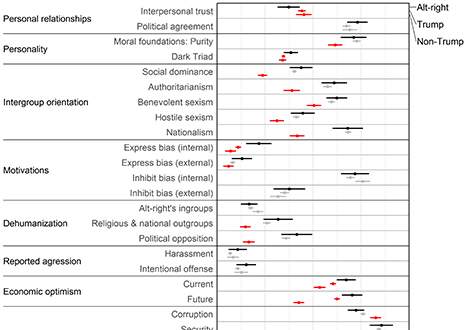 Alt-right
Personal relationships
Interpersonal trust
Trump
Political agreement
Non-Trump
Personality
Moral foundations: Purity
Dark Triad
Intergroup orientation
Social dominance
Authoritarianism
Benevolent sexism
Hostile sexism
Nationalism
Motivations
Express bias (internal)
Express bias (external)
Inhibit bias (internal)
Inhibit bias (external)
Dehumanization
Alt-right's ingroups
Religious & national outgroups
Political opposition
Reported agression
Harassment
Intentional offense
Economic optimism
Current
Future
Corruption
Security